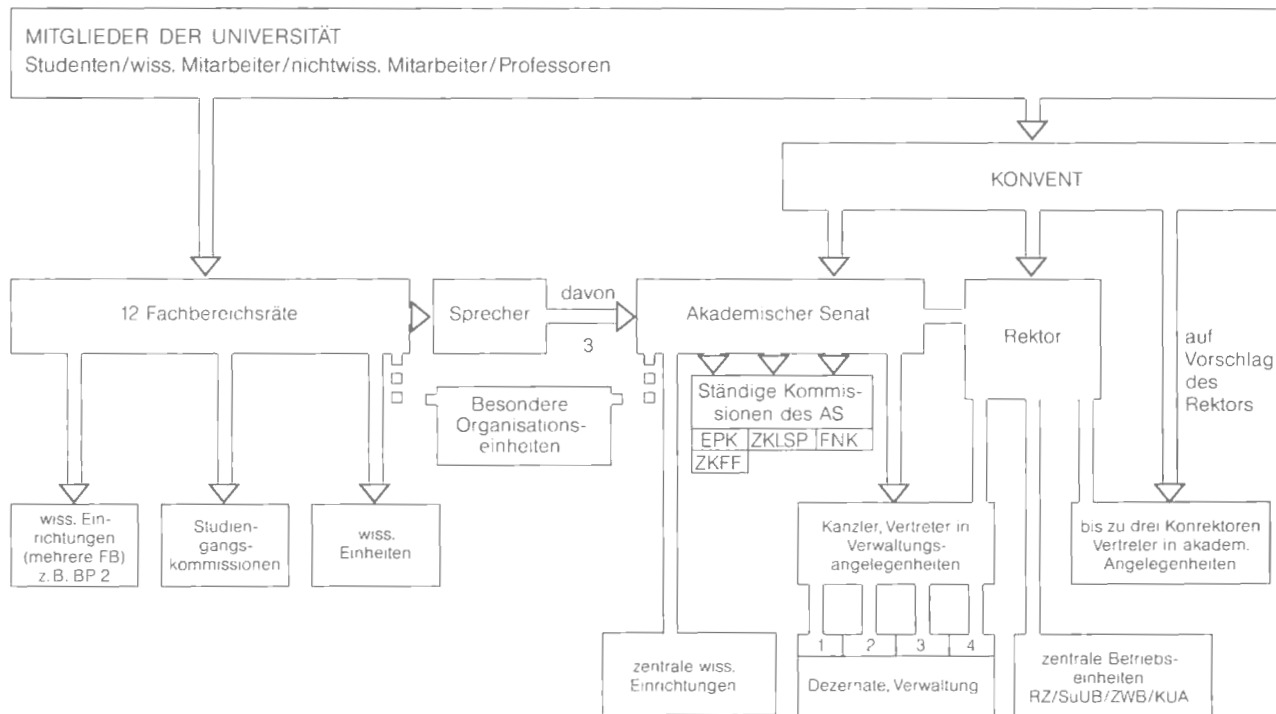 MITGLIEDER DER UNIVERSITÄT
Studenten/wiss. Mitarbeiter/nichtwiss. Mitarbeiter/Professoren
KONVENT
12 Fachbereichsräte
Sprecher
davon
3
Akademischer Senat
Rektor
auf
Vorschlag
des
Rektors
Besondere
Organisations-
einheiten
Ständige Kommis-
sionen des AS
EPK ZKLSP FNK
ZKFF
wiss. Ein-
richtungen
(mehrere FB)
z. B. BP 2
Studien-
gangs-
kommissionen
wiss.
Einheiten
Kanzler, Vertreter in
Verwaltungs-
angelegenheiten
bis zu drei Konrektoren
Vertreter in akadem.
Angelegenheiten
1 2 3 4
zentrale wiss.
Einrichtungen
Dezernate, Verwaltung
zentrale Betriebs-
einheiten
RZ/SuUB/ZWB/KUA